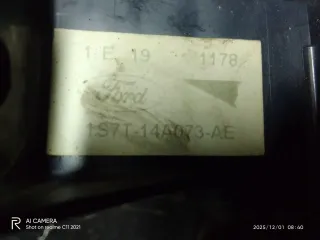 1 E 19 1178
Ford
1S7T-14A073-AE
AI CAMERA
Shot on realme C11 2021
2025/12/01 08:40